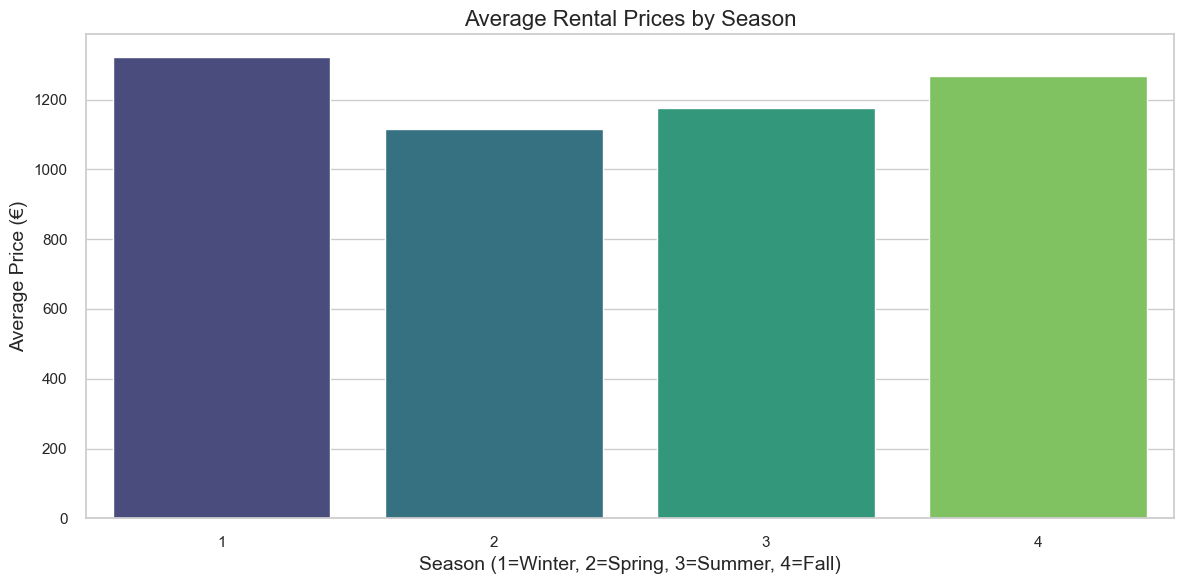 Average Rental Prices by Season
Average Price (€)
1200
1000
800
600
400
200
0
1 2 3 4
Season (1=Winter, 2=Spring, 3=Summer, 4=Fall)